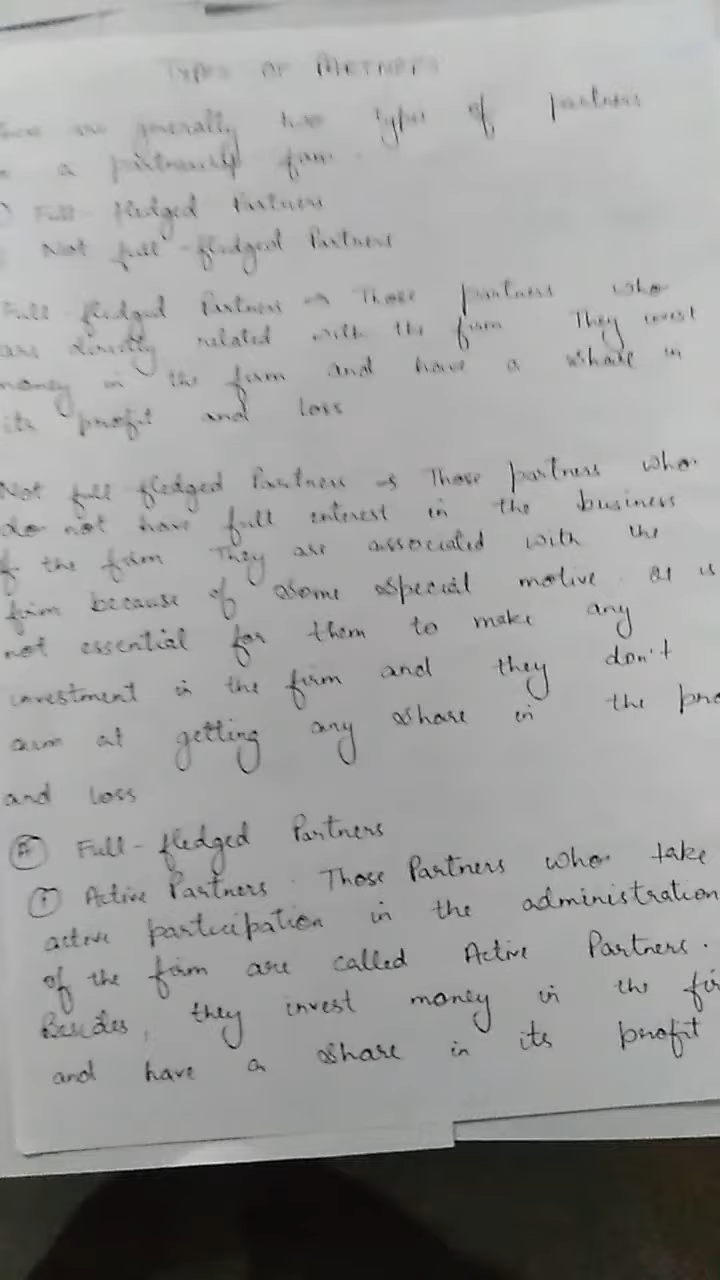 TYPES OF PARTNERS
are generally two types of partners
a partnership firm.
Full-fledged Partners
Not full-fledged Partners
Full fledged Partners → Those partners who
are directly related with the firm They invest
money in the firm and have a share in
its profit and loss
Not full fledged Partners → Those partners who
do not have full interest in the business
of the firm They are associated with the
firm because of some special motive. as is
not essential for them to make any
investment in the firm and they don't
aim at getting any share in the
and loss
Full-fledged Partners
① Active Partners. Those Partners who take
active participation in the administration
of the firm are called Active Partners.
Besides, they invest money in the
and have a share in its profit